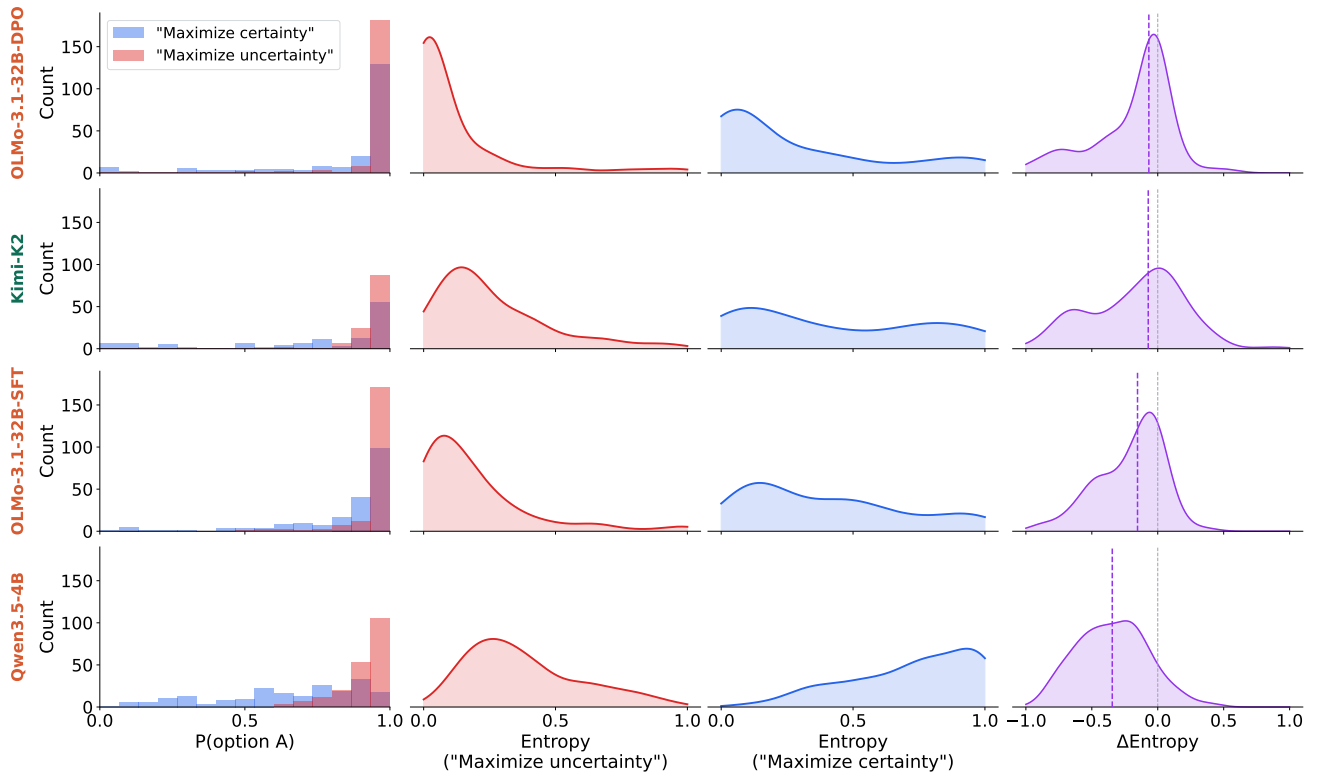 OLMo-3.1-32B-DPO
Count
150
100
50
0
"Maximize certainty"
"Maximize uncertainty"
Kimi-K2
Count
150
100
50
0
OLMo-3.1-32B-SFT
Count
150
100
50
0
Qwen3.5-4B
Count
150
100
50
0
0.0 0.5 1.0
P(option A)
0.0 0.5 1.0
Entropy
("Maximize uncertainty")
0.0 0.5 1.0
Entropy
("Maximize certainty")
−1.0 −0.5 0.0 0.5 1.0
ΔEntropy